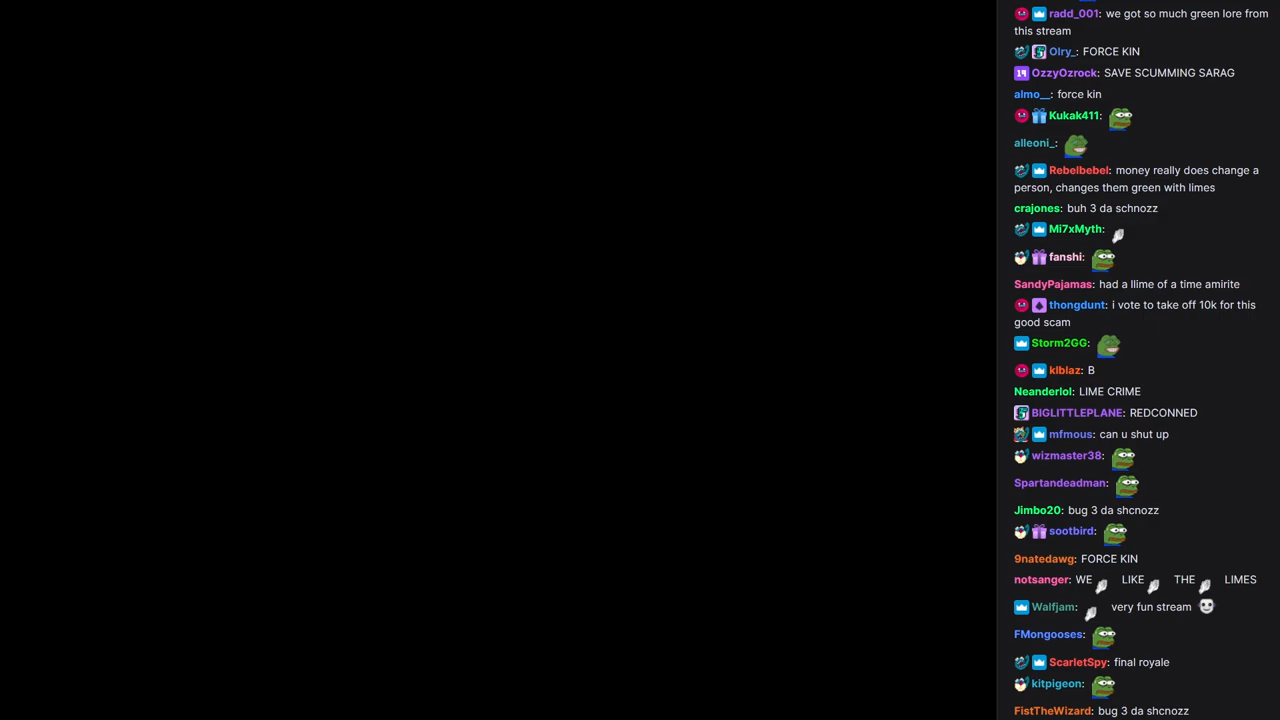 radd_001: we got so much green lore from
this stream
Olry_: FORCE KIN
OzzyOzrock: SAVE SCUMMING SARAG
almo__: force kin
Kukak411:
alleoni_:
Rebelbebel: money really does change a
person, changes them green with limes
crajones: buh 3 da schnozz
Mi7xMyth:
fanshi:
SandyPajamas: had a llime of a time amirite
thongdunt: i vote to take off 10k for this
good scam
Storm2GG:
klblaz: B
Neanderlol: LIME CRIME
BIGLITTLEPLANE: REDCONNED
mfmous: can u shut up
wizmaster38:
Spartandeadman:
Jimbo20: bug 3 da shcnozz
sootbird:
9natedawg: FORCE KIN
notsanger: WE LIKE THE LIMES
Walfjam: very fun stream
FMongooses:
ScarletSpy: final royale
kitpigeon:
FistTheWizard: bug 3 da shcnozz